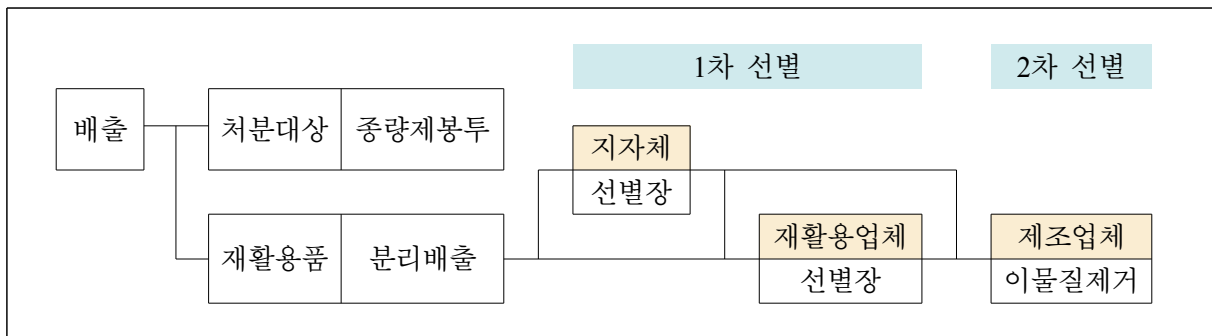 1차 선별
2차 선별
배출
처분대상
종량제봉투
지자체
선별장
재활용품
분리배출
재활용업체
선별장
제조업체
이물질제거